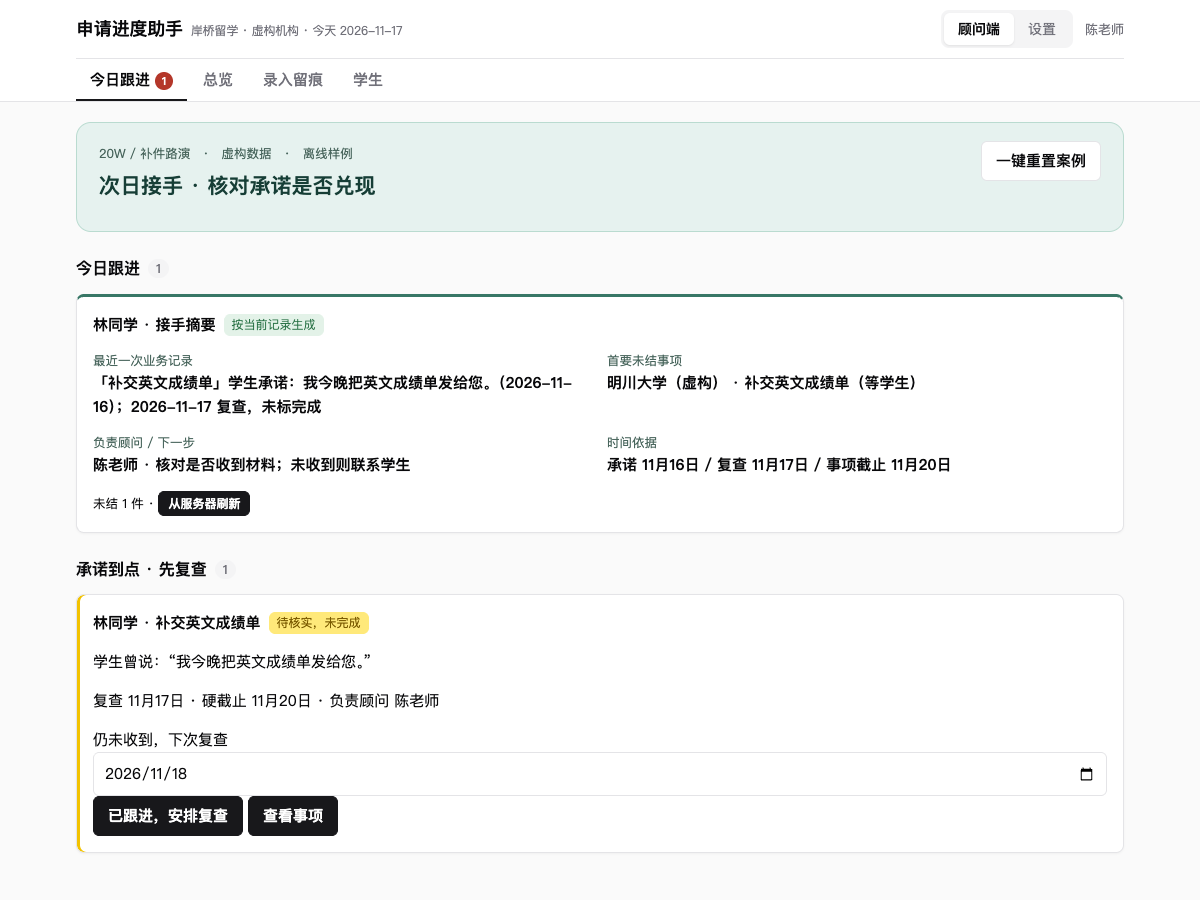 申请进度助手 岸桥留学 · 虚构机构 · 今天 2026-11-17
顾问端 设置 陈老师
今日跟进 1 总览 录入留痕 学生
20W / 补件路演 · 虚构数据 · 离线样例
一键重置案例
次日接手 · 核对承诺是否兑现
今日跟进 1
林同学 · 接手摘要 按当前记录生成
最近一次业务记录
「补交英文成绩单」学生承诺：我今晚把英文成绩单发给您。（2026-11-
16）；2026-11-17 复查，未标完成
首要未结事项
明川大学（虚构） · 补交英文成绩单（等学生）
负责顾问 / 下一步
陈老师 · 核对是否收到材料；未收到则联系学生
时间依据
承诺 11月16日 / 复查 11月17日 / 事项截止 11月20日
未结 1 件 · 从服务器刷新
承诺到点 · 先复查 1
林同学 · 补交英文成绩单 待核实，未完成
学生曾说：“我今晚把英文成绩单发给您。”
复查 11月17日 · 硬截止 11月20日 · 负责顾问 陈老师
仍未收到，下次复查
2026/11/18
已跟进，安排复查 查看事项